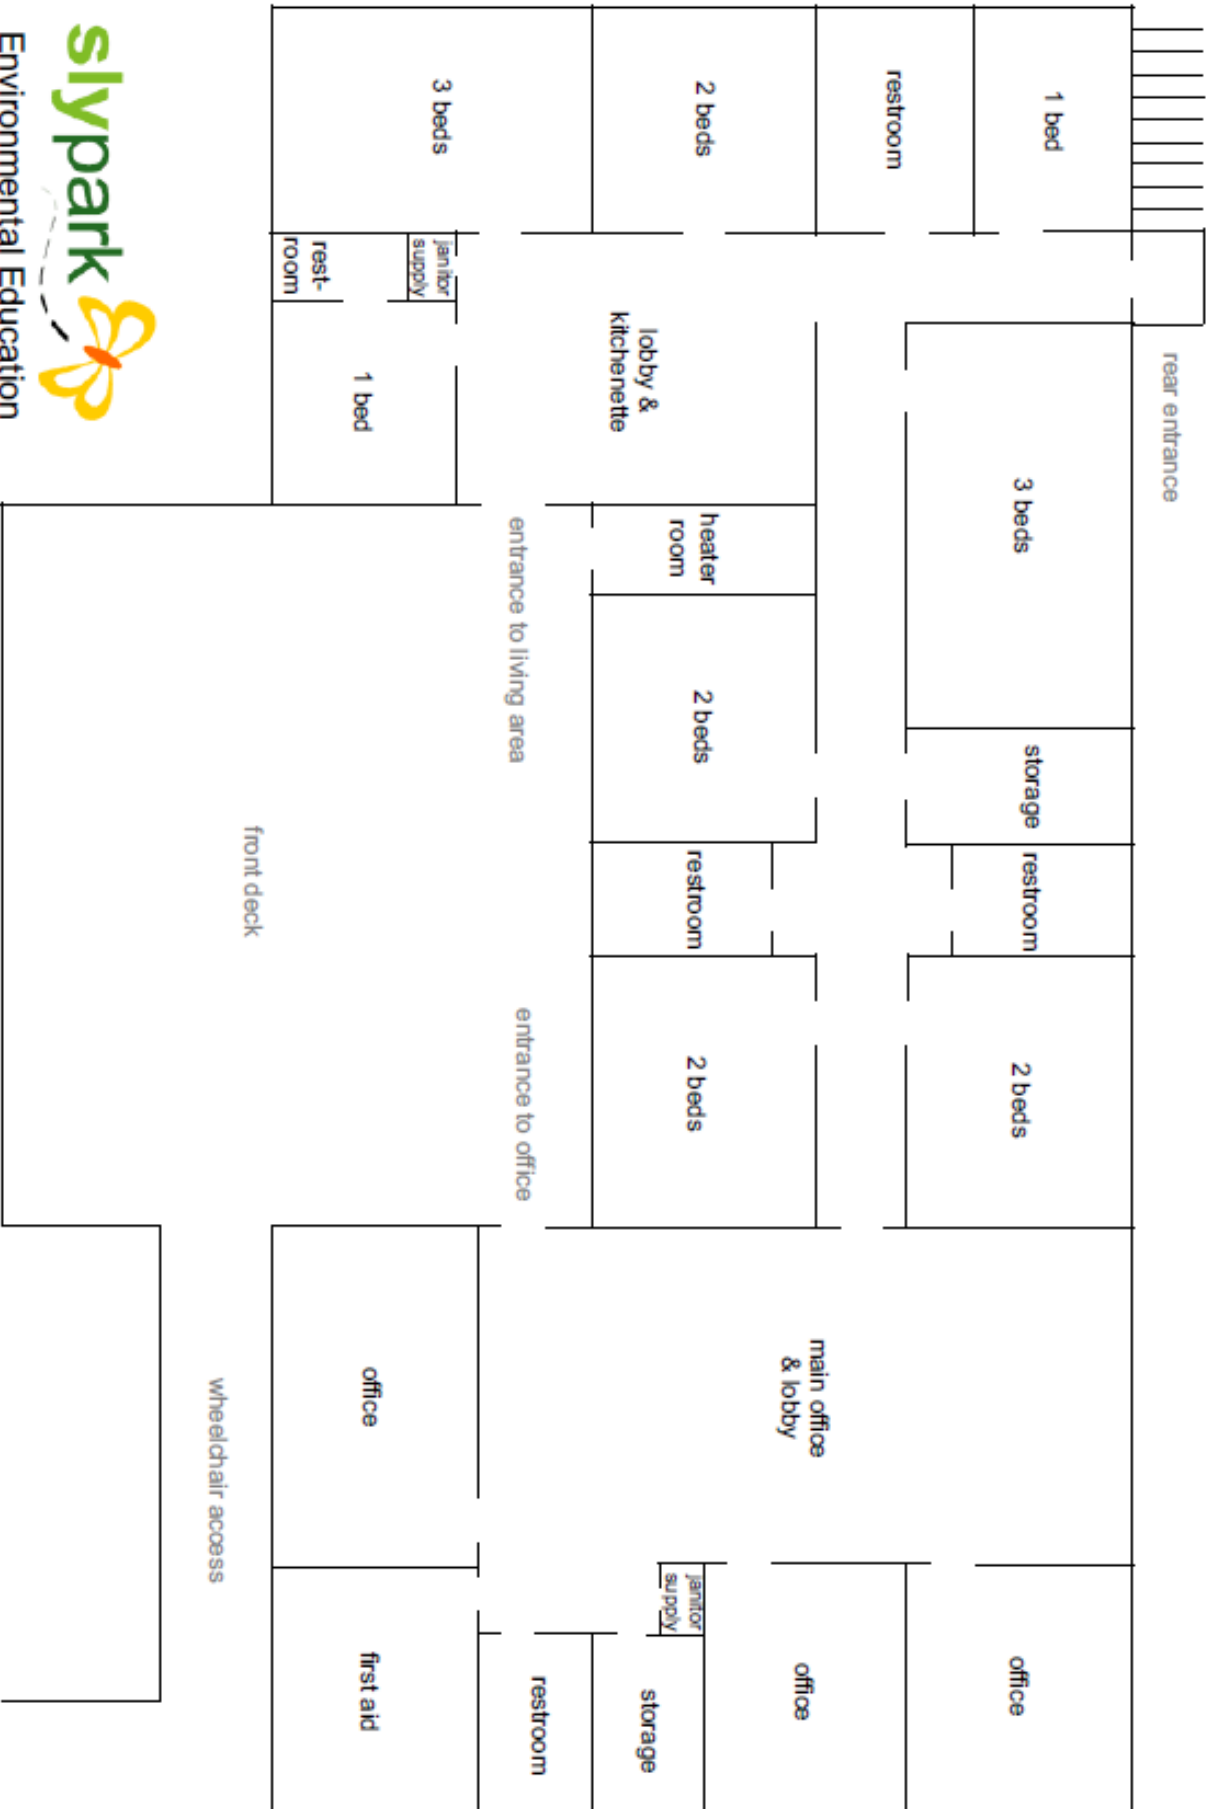 rear entrance
1 bed
3 beds
storage
restroom
2 beds
office
restroom
main office
& lobby
office
2 beds
lobby &
kitchenette
heater
room
2 beds
restroom
2 beds
janitor
supply
storage
restroom
entrance to living area
entrance to office
3 beds
janitor
supply
rest-
room
1 bed
office
first aid
front deck
wheelchair access
slypark
Environmental Education